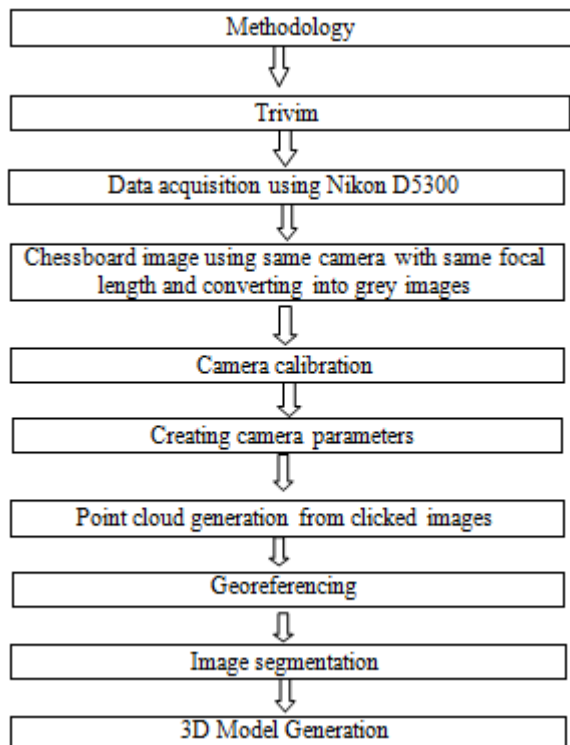 Methodology
Trivim
Data acquisition using Nikon D5300
Chessboard image using same camera with same focal
length and converting into grey images
Camera calibration
Creating camera parameters
Point cloud generation from clicked images
Georeferencing
Image segmentation
3D Model Generation